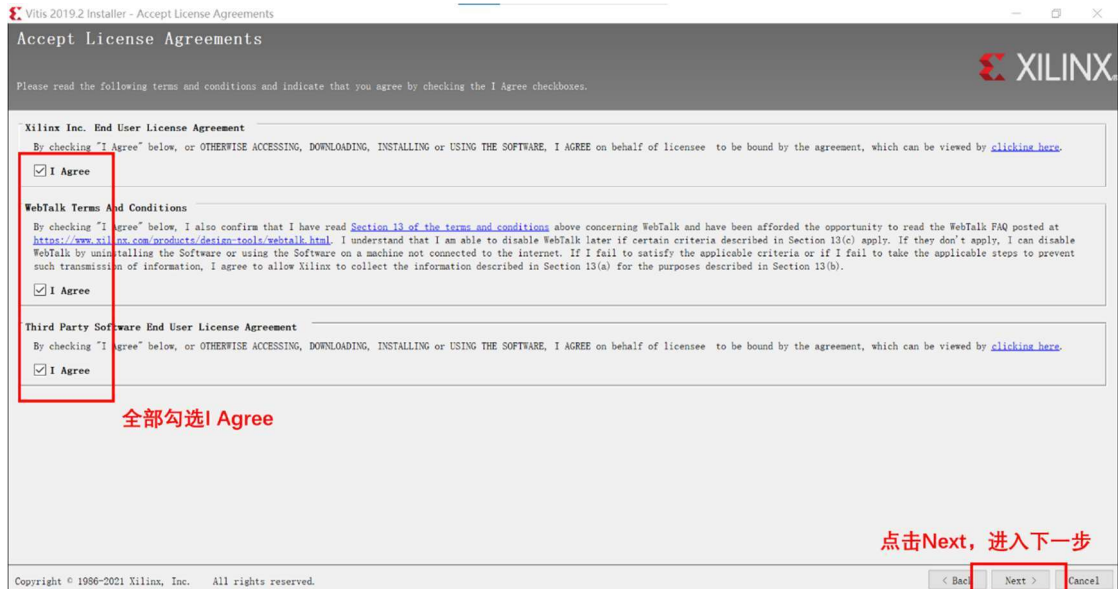 Vitis 2019.2 Installer - Accept License Agreements
Accept License Agreements
XILINX.
Please read the following terms and conditions and indicate that you agree by checking the I Agree checkboxes.
Xilinx Inc. End User License Agreement
By checking "I Agree" below, or OTHERWISE ACCESSING, DOWNLOADING, INSTALLING or USING THE SOFTWARE, I AGREE on behalf of licensee to be bound by the agreement, which can be viewed by clicking here.
I Agree
WebTalk Terms And Conditions
By checking "I Agree" below, I also confirm that I have read Section 13 of the terms and conditions above concerning WebTalk and have been afforded the opportunity to read the WebTalk FAQ posted at
https://www.xilinx.com/products/design-tools/webtalk.html. I understand that I am able to disable WebTalk later if certain criteria described in Section 13(c) apply. If they don't apply, I can disable
WebTalk by uninstalling the Software or using the Software on a machine not connected to the internet. If I fail to satisfy the applicable criteria or if I fail to take the applicable steps to prevent
such transmission of information, I agree to allow Xilinx to collect the information described in Section 13(a) for the purposes described in Section 13(b).
I Agree
Third Party Software End User License Agreement
By checking "I Agree" below, or OTHERWISE ACCESSING, DOWNLOADING, INSTALLING or USING THE SOFTWARE, I AGREE on behalf of licensee to be bound by the agreement, which can be viewed by clicking here.
I Agree
全部勾选I Agree
点击Next，进入下一步
Copyright © 1986-2021 Xilinx, Inc. All rights reserved.
< Back Next > Cancel